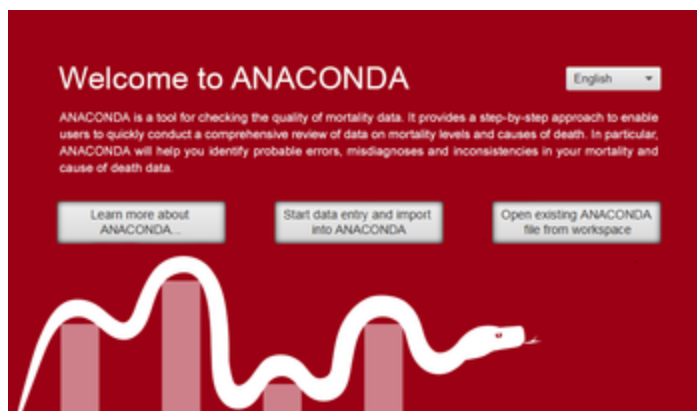 Welcome to ANACONDA
English
ANACONDA is a tool for checking the quality of mortality data. It provides a step-by-step approach to enable
users to quickly conduct a comprehensive review of data on mortality levels and causes of death. In particular,
ANACONDA will help you identify probable errors, misdiagnoses and inconsistencies in your mortality and
cause of death data.
Learn more about
ANACONDA...
Start data entry and import
into ANACONDA
Open existing ANACONDA
file from workspace